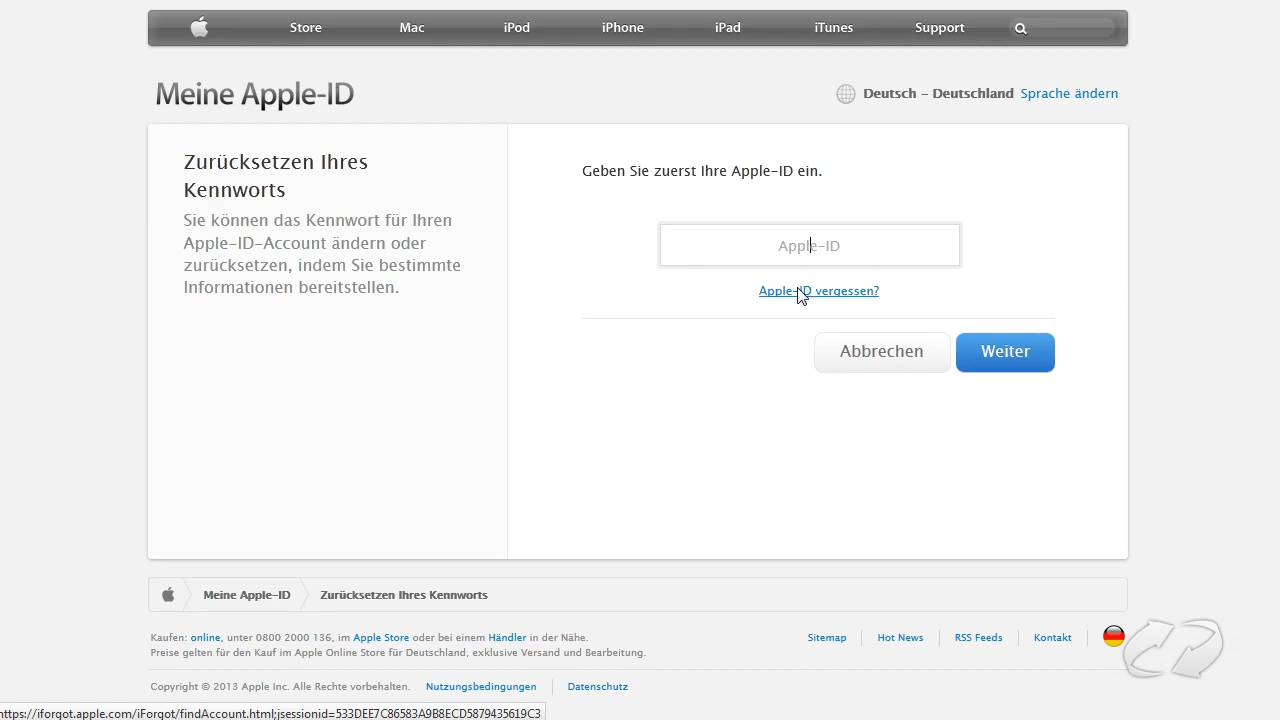 Store Mac iPod iPhone iPad iTunes Support
Meine Apple-ID
Deutsch – Deutschland Sprache ändern
Zurücksetzen Ihres
Kennworts
Sie können das Kennwort für Ihren
Apple-ID-Account ändern oder
zurücksetzen, indem Sie bestimmte
Informationen bereitstellen.
Geben Sie zuerst Ihre Apple-ID ein.
Apple-ID
Apple-ID vergessen?
Abbrechen Weiter
Meine Apple-ID Zurücksetzen Ihres Kennworts
Kaufen: online, unter 0800 2000 136, im Apple Store oder bei einem Händler in der Nähe.
Preise gelten für den Kauf im Apple Online Store für Deutschland, exklusive Versand und Bearbeitung.
Sitemap Hot News RSS Feeds Kontakt
Copyright © 2013 Apple Inc. Alle Rechte vorbehalten. Nutzungsbedingungen Datenschutz
https://iforgot.apple.com/iForgot/findAccount.html;jsessionid=533DEE7C86583A9B8ECD5879435619C3